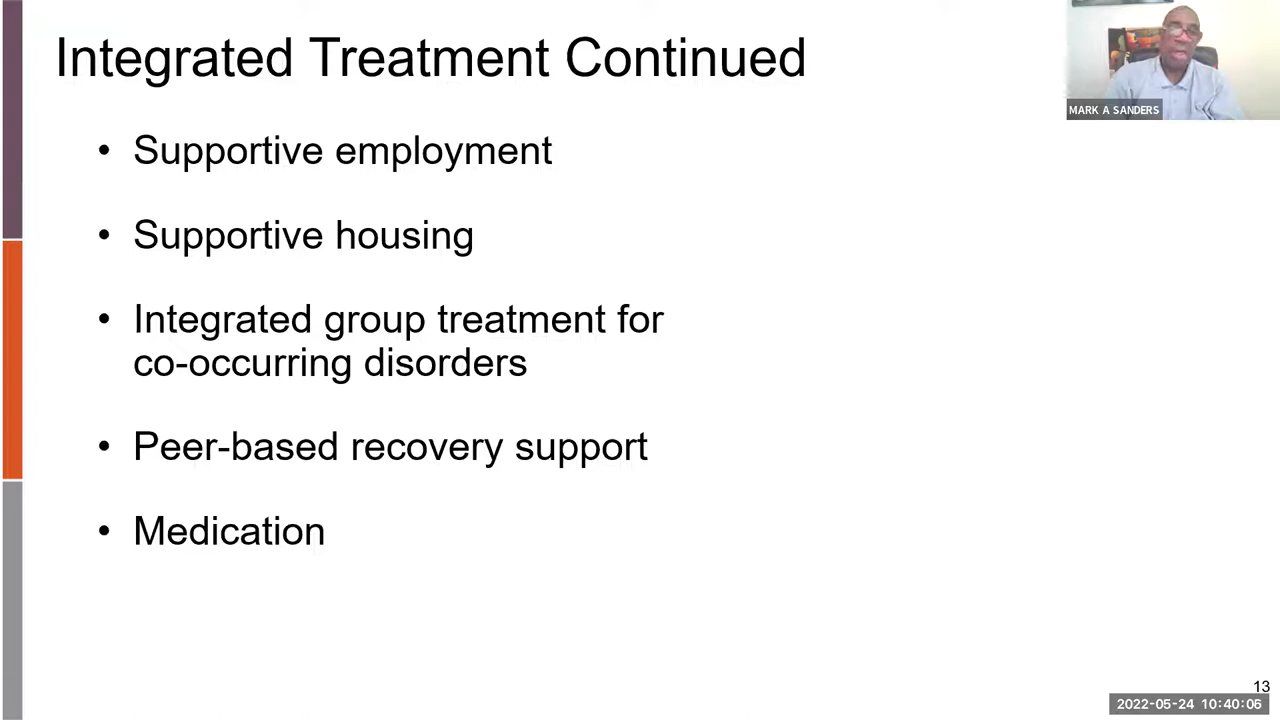 Integrated Treatment Continued
MARK A SANDERS
• Supportive employment
• Supportive housing
• Integrated group treatment for
co-occurring disorders
• Peer-based recovery support
• Medication
13
2022-05-24 10:40:06